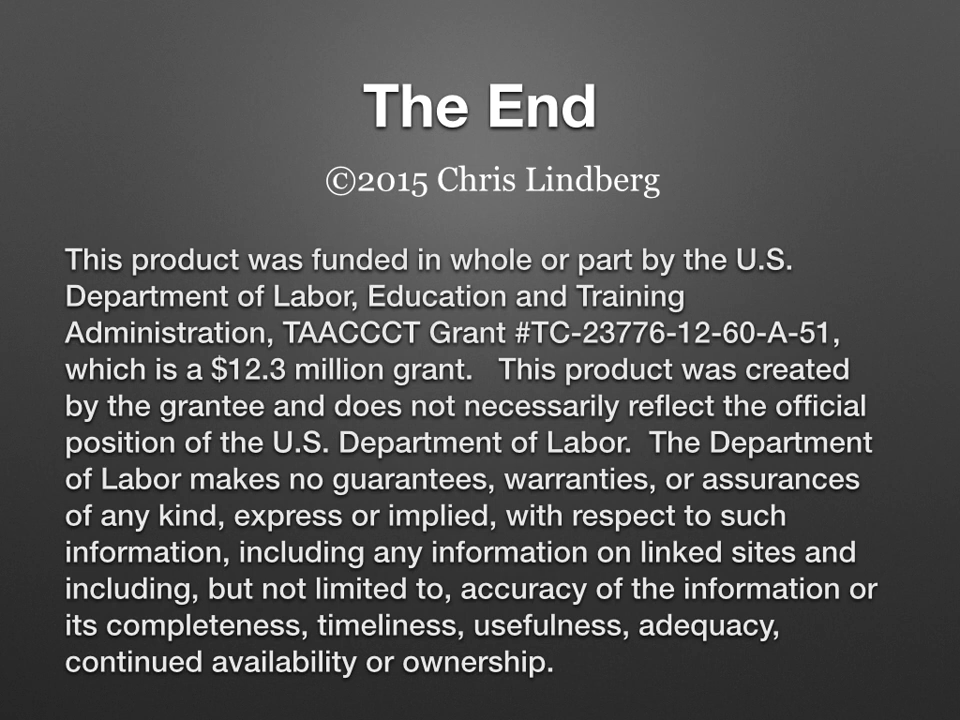 The End
©2015 Chris Lindberg
This product was funded in whole or part by the U.S.
Department of Labor, Education and Training
Administration, TAACCCT Grant #TC-23776-12-60-A-51,
which is a $12.3 million grant.   This product was created
by the grantee and does not necessarily reflect the official
position of the U.S. Department of Labor.  The Department
of Labor makes no guarantees, warranties, or assurances
of any kind, express or implied, with respect to such
information, including any information on linked sites and
including, but not limited to, accuracy of the information or
its completeness, timeliness, usefulness, adequacy,
continued availability or ownership.